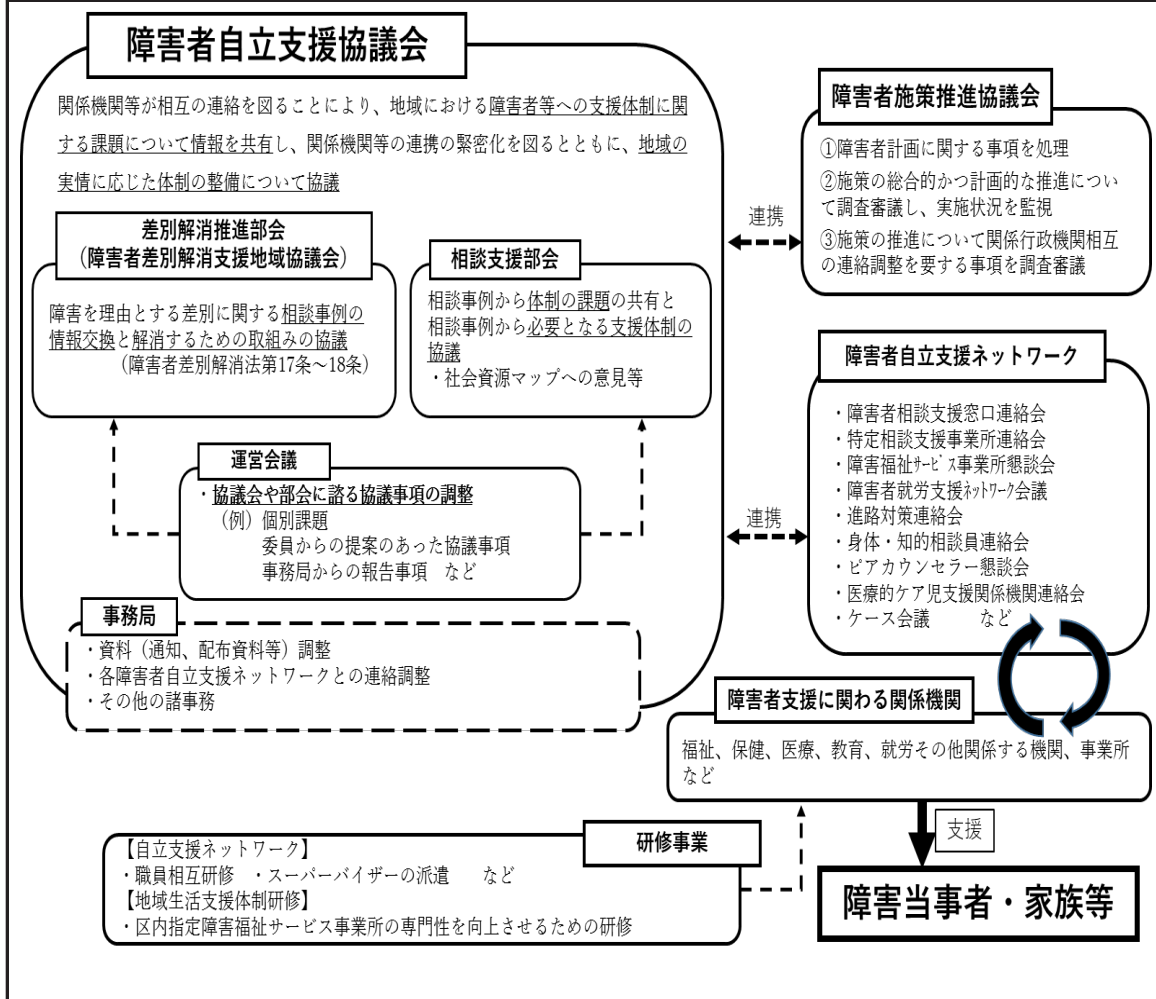 障害者自立支援協議会
関係機関等が相互の連絡を図ることにより、地域における障害者等への支援体制に関
する課題について情報を共有し、関係機関等の連携の緊密化を図るとともに、地域の
実情に応じた体制の整備について協議
差別解消推進部会
（障害者差別解消支援地域協議会）
障害を理由とする差別に関する相談事例の
情報交換と解消するための取組みの協議
（障害者差別解消法第17条～18条）
相談支援部会
相談事例から体制の課題の共有と
相談事例から必要となる支援体制の
協議
・社会資源マップへの意見等
運営会議
・協議会や部会に諮る協議事項の調整
（例）個別課題
委員からの提案のあった協議事項
事務局からの報告事項　など
事務局
・資料（通知、配布資料等）調整
・各障害者自立支援ネットワークとの連絡調整
・その他の諸事務
連携
障害者施策推進協議会
①障害者計画に関する事項を処理
②施策の総合的かつ計画的な推進につい
て調査審議し、実施状況を監視
③施策の推進について関係行政機関相互
の連絡調整を要する事項を調査審議
連携
障害者自立支援ネットワーク
・障害者相談支援窓口連絡会
・特定相談支援事業所連絡会
・障害福祉ｻｰﾋﾞｽ事業所懇談会
・障害者就労支援ﾈｯﾄﾜｰｸ会議
・進路対策連絡会
・身体・知的相談員連絡会
・ピアカウンセラー懇談会
・医療的ケア児支援関係機関連絡会
・ケース会議　　など
障害者支援に関わる関係機関
福祉、保健、医療、教育、就労その他関係する機関、事業所
など
支援
障害当事者・家族等
研修事業
【自立支援ネットワーク】
・職員相互研修　・スーパーバイザーの派遣　　など
【地域生活支援体制研修】
・区内指定障害福祉サービス事業所の専門性を向上させるための研修